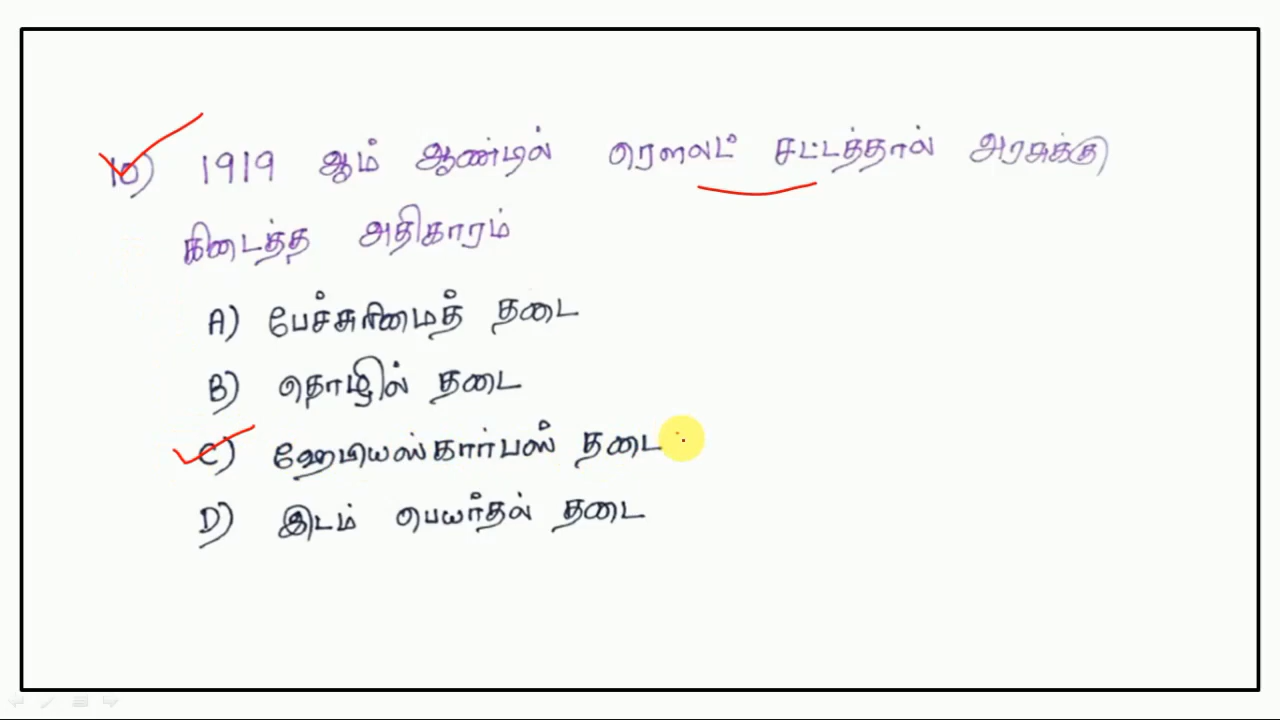 10) 1919 ஆம் ஆண்டில் ரௌலட் சட்டத்தால் அரசுக்கு
கிடைத்த அதிகாரம்
A) பேச்சுரிமைத் தடை
B) தொழில் தடை
C) ஹேபியஸ்கார்பஸ் தடை
D) இடம் பெயர்தல் தடை